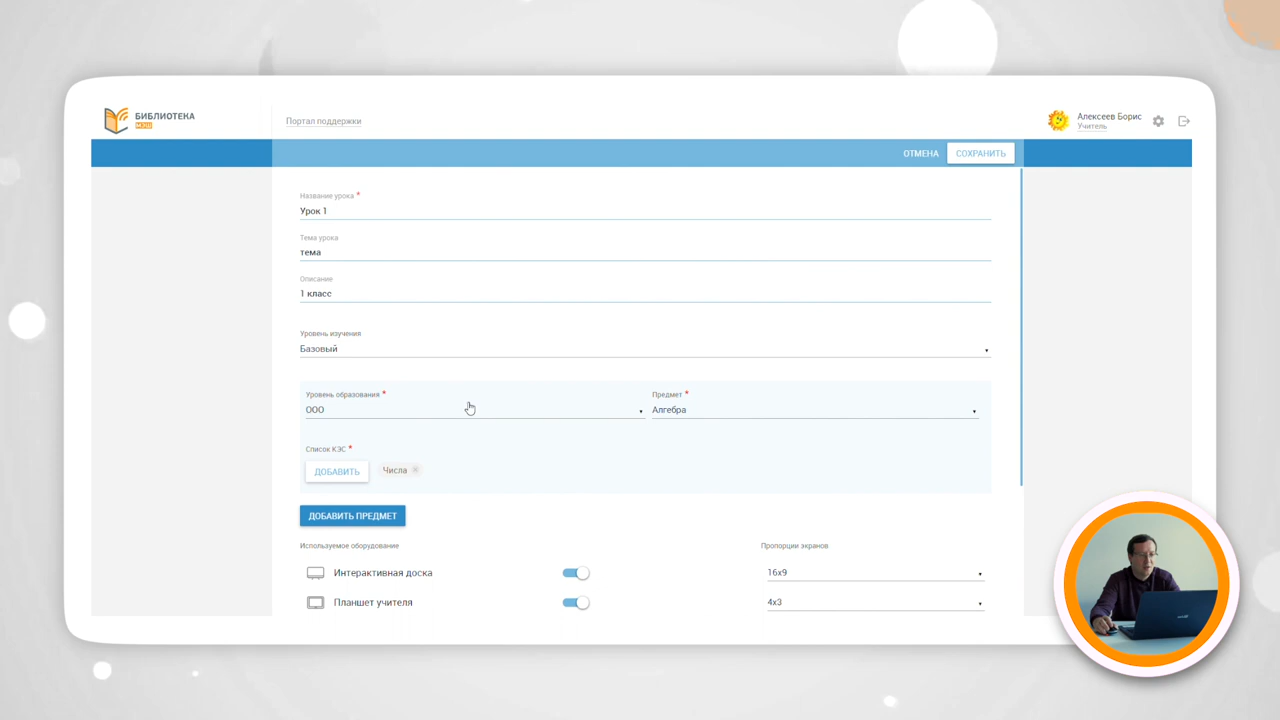 БИБЛИОТЕКА
МЭШ
Портал поддержки
Алексеев Борис
Учитель
ОТМЕНА
СОХРАНИТЬ
Название урока *
Урок 1
Тема урока
тема
Описание
1 класс
Уровень изучения
Базовый
Уровень образования *
Предмет *
ООО
Алгебра
Список КЭС *
ДОБАВИТЬ
Числа
ДОБАВИТЬ ПРЕДМЕТ
Используемое оборудование
Пропорции экранов
Интерактивная доска
16x9
Планшет учителя
4x3